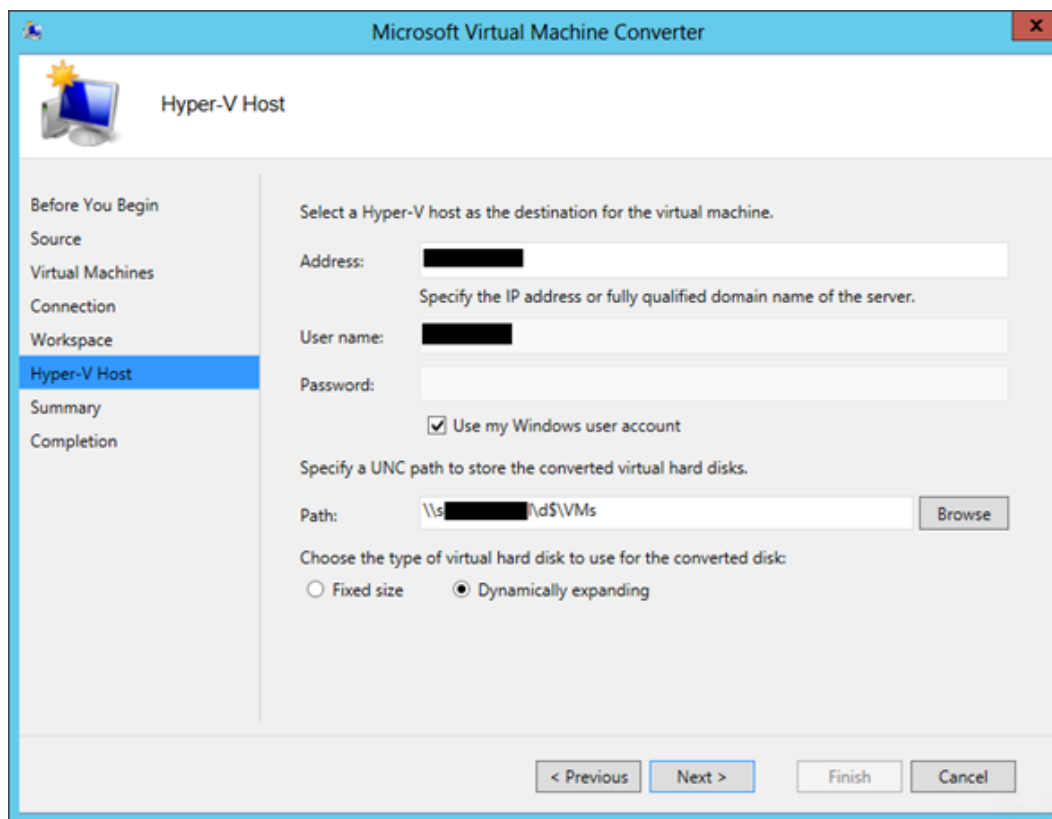 Microsoft Virtual Machine Converter
x
Hyper-V Host
Before You Begin
Source
Virtual Machines
Connection
Workspace
Hyper-V Host
Summary
Completion
Select a Hyper-V host as the destination for the virtual machine.
Address:
Specify the IP address or fully qualified domain name of the server.
User name:
Password:
Use my Windows user account
Specify a UNC path to store the converted virtual hard disks.
Path: \\s l\d$\VMs Browse
Choose the type of virtual hard disk to use for the converted disk:
Fixed size Dynamically expanding
< Previous Next > Finish Cancel